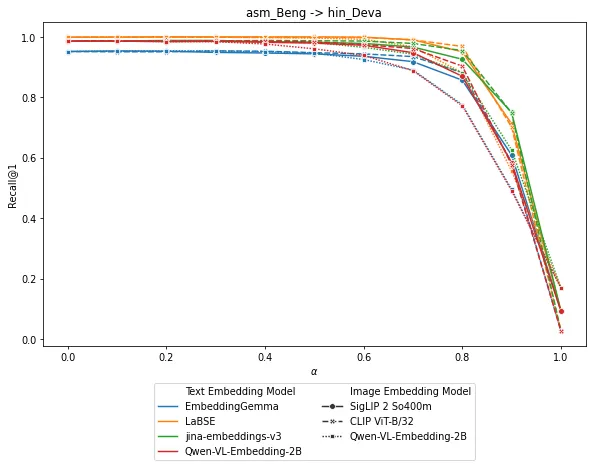 asm_Beng -> hin_Deva
Recall@1
1.0
0.8
0.6
0.4
0.2
0.0
0.0 0.2 0.4 0.6 0.8 1.0
α
Text Embedding Model
EmbeddingGemma
LaBSE
jina-embeddings-v3
Qwen-VL-Embedding-2B
Image Embedding Model
SigLIP 2 So400m
CLIP ViT-B/32
Qwen-VL-Embedding-2B